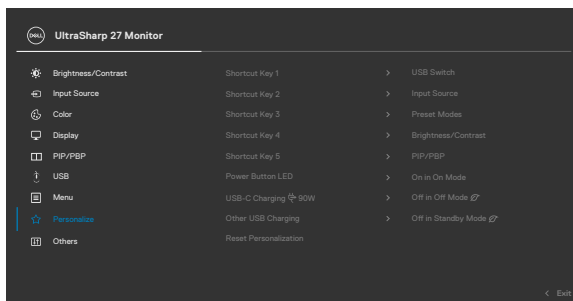 DELL UltraSharp 27 Monitor
Brightness/Contrast Shortcut Key 1 > USB Switch
Input Source Shortcut Key 2 > Input Source
Color Shortcut Key 3 > Preset Modes
Display Shortcut Key 4 > Brightness/Contrast
PIP/PBP Shortcut Key 5 > PIP/PBP
USB Power Button LED > On in On Mode
Menu USB-C Charging 90W > Off in Off Mode
Personalize Other USB Charging > Off in Standby Mode
Others Reset Personalization
< Exit